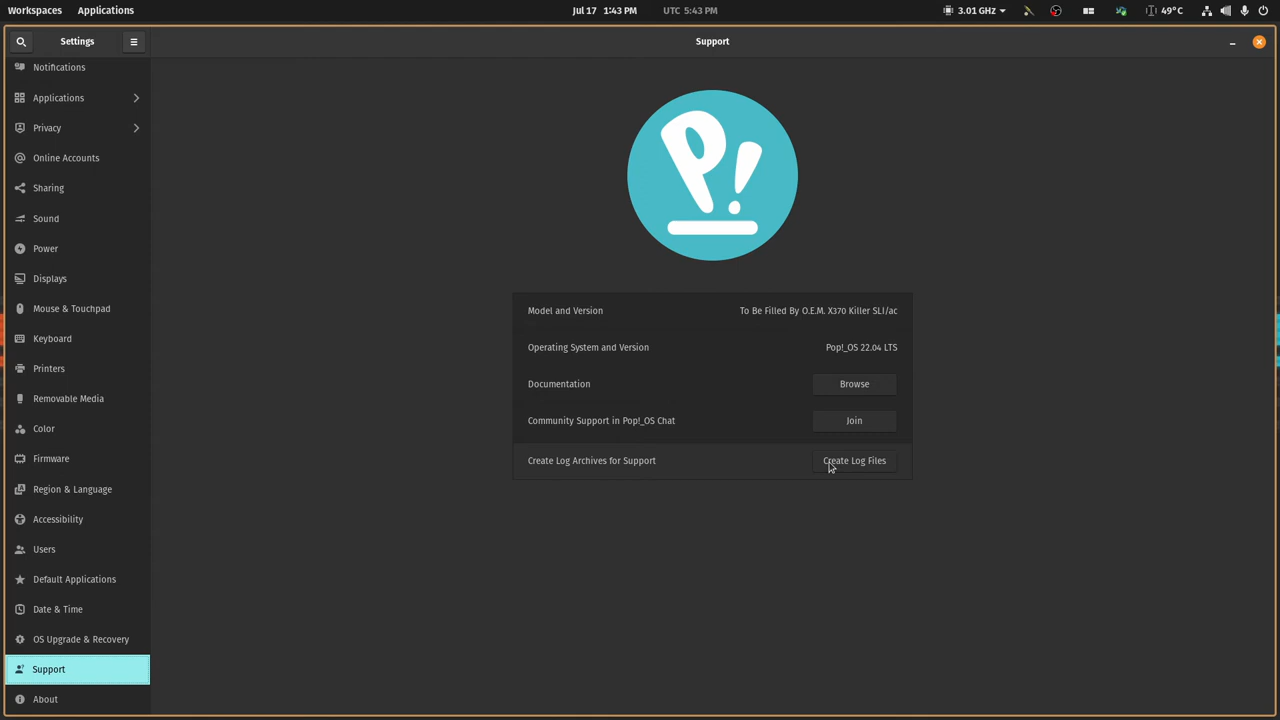 Workspaces Applications Jul 17 1:43 PM UTC 5:43 PM 3.01 GHz 49°C
Settings Support
Notifications
Applications
Privacy
Online Accounts
Sharing
Sound
Power
Displays
Mouse & Touchpad
Keyboard
Printers
Removable Media
Color
Firmware
Region & Language
Accessibility
Users
Default Applications
Date & Time
OS Upgrade & Recovery
Support
About
P!
Model and Version To Be Filled By O.E.M. X370 Killer SLI/ac
Operating System and Version Pop!_OS 22.04 LTS
Documentation Browse
Community Support in Pop!_OS Chat Join
Create Log Archives for Support Create Log Files